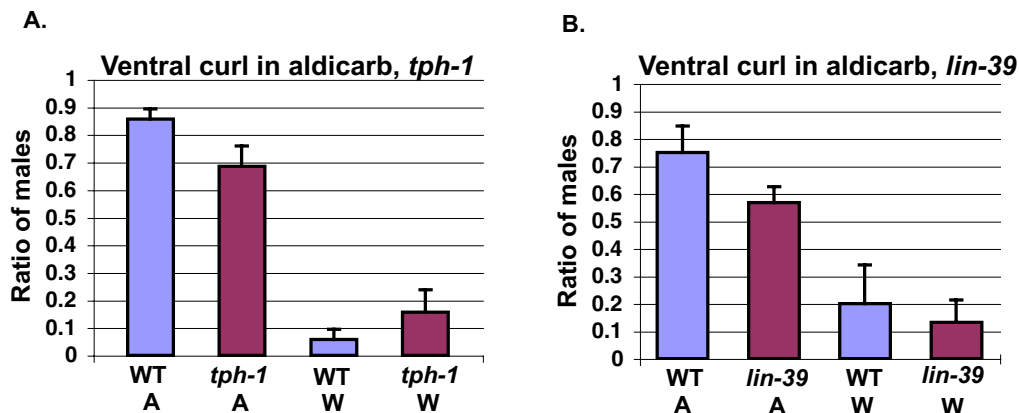 A.
Ventral curl in aldicarb, tph-1
Ratio of males
1
0.9
0.8
0.7
0.6
0.5
0.4
0.3
0.2
0.1
0
WT tph-1 WT tph-1
A A W W
B.
Ventral curl in aldicarb, lin-39
Ratio of males
1
0.9
0.8
0.7
0.6
0.5
0.4
0.3
0.2
0.1
0
WT lin-39 WT lin-39
A A W W